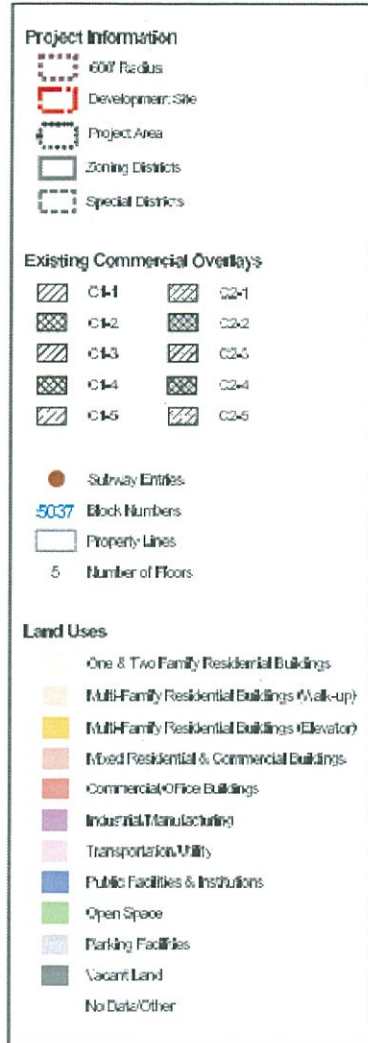 Project Information
600' Radius
Development Site
Project Area
Zoning Districts
Special Districts
Existing Commercial Overlays
C1-1 C2-1
C1-2 C2-2
C1-3 C2-3
C1-4 C2-4
C1-5 C2-5
Subway Entries
5037 Block Numbers
Property Lines
5 Number of Floors
Land Uses
One & Two Family Residential Buildings
Multi-Family Residential Buildings (Walk-up)
Multi-Family Residential Buildings (Elevator)
Mixed Residential & Commercial Buildings
Commercial/Office Buildings
Industrial/Manufacturing
Transportation/Utility
Public Facilities & Institutions
Open Space
Parking Facilities
Vacant Land
No Data/Other